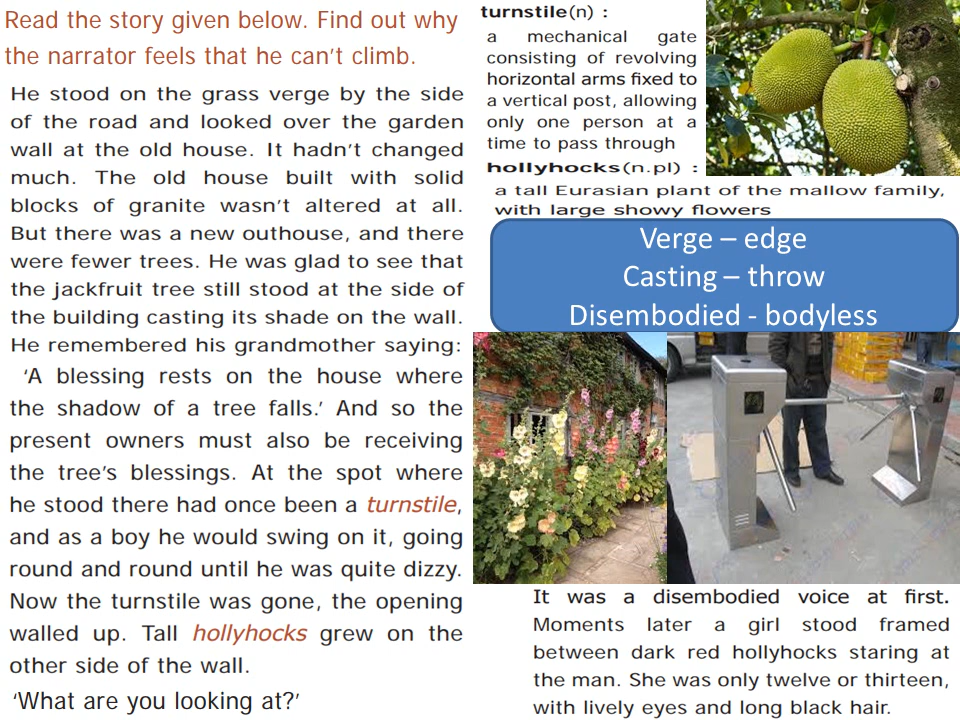 Read the story given below. Find out why
the narrator feels that he can't climb.
He stood on the grass verge by the side
of the road and looked over the garden
wall at the old house. It hadn't changed
much. The old house built with solid
blocks of granite wasn't altered at all.
But there was a new outhouse, and there
were fewer trees. He was glad to see that
the jackfruit tree still stood at the side of
the building casting its shade on the wall.
He remembered his grandmother saying:
'A blessing rests on the house where
the shadow of a tree falls.' And so the
present owners must also be receiving
the tree's blessings. At the spot where
he stood there had once been a turnstile,
and as a boy he would swing on it, going
round and round until he was quite dizzy.
Now the turnstile was gone, the opening
walled up. Tall hollyhocks grew on the
other side of the wall.
'What are you looking at?'
turnstile(n) :
a mechanical gate
consisting of revolving
horizontal arms fixed to
a vertical post, allowing
only one person at a
time to pass through
hollyhocks(n.pl) :
a tall Eurasian plant of the mallow family,
with large showy flowers
Verge – edge
Casting – throw
Disembodied - bodyless
It was a disembodied voice at first.
Moments later a girl stood framed
between dark red hollyhocks staring at
the man. She was only twelve or thirteen,
with lively eyes and long black hair.